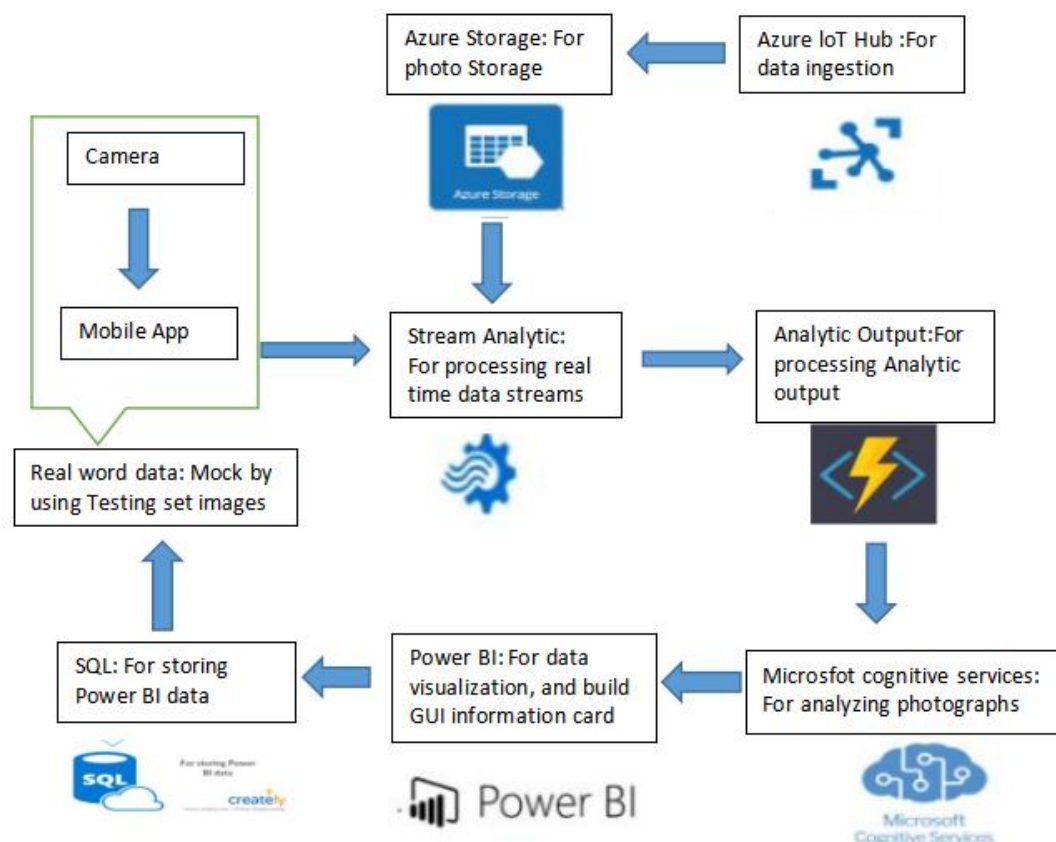 Azure Storage: For
photo Storage
Azure IoT Hub :For
data ingestion
Azure Storage
Camera
Mobile App
Stream Analytic:
For processing real
time data streams
Analytic Output:For
processing Analytic
output
Real word data: Mock by
using Testing set images
SQL: For storing
Power BI data
Power BI: For data
visualization, and build
GUI information card
Microsfot cognitive services:
For analyzing photographs
SQL
For storing Power
BI data
creately
Power BI
Microsoft
Cognitive Services